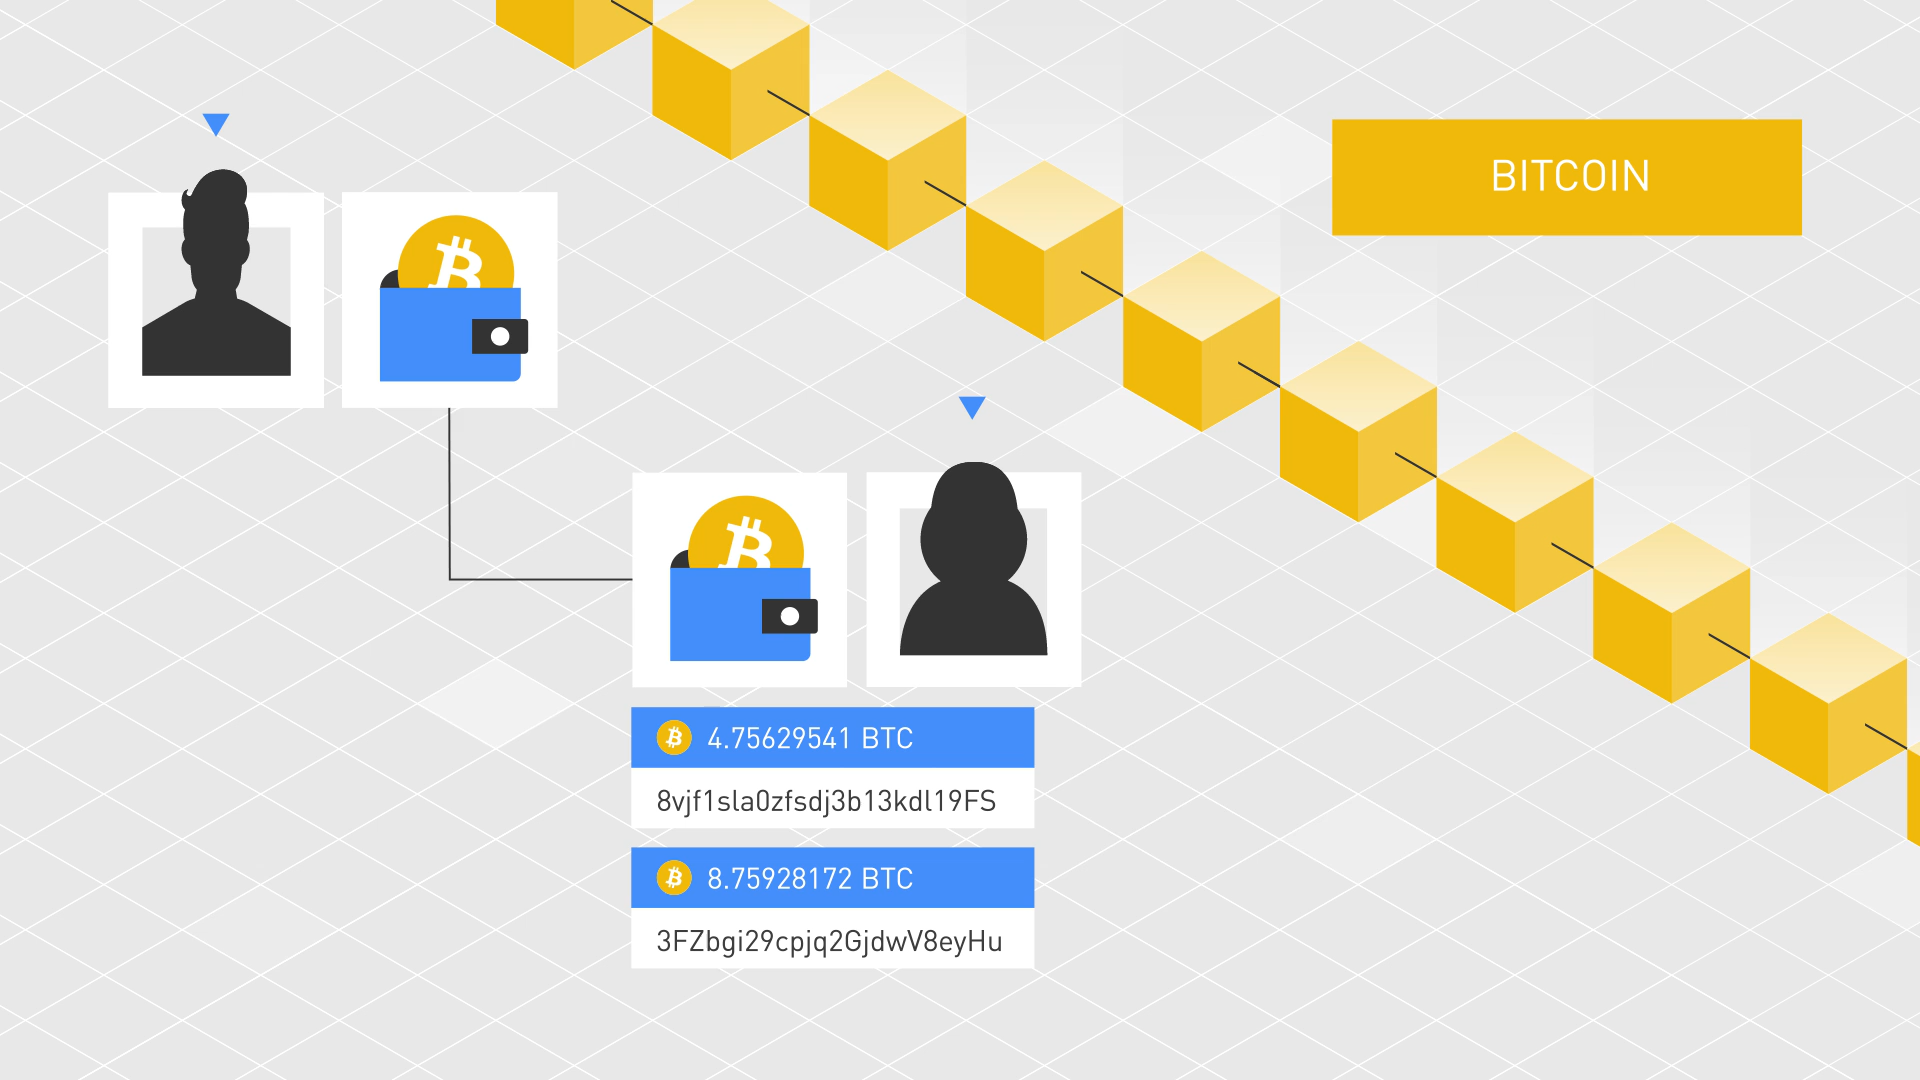 BITCOIN
4.75629541 BTC
8vjf1sla0zfsdj3b13kdl19FS
8.75928172 BTC
3FZbgi29cpjq2GjdwV8eyHu